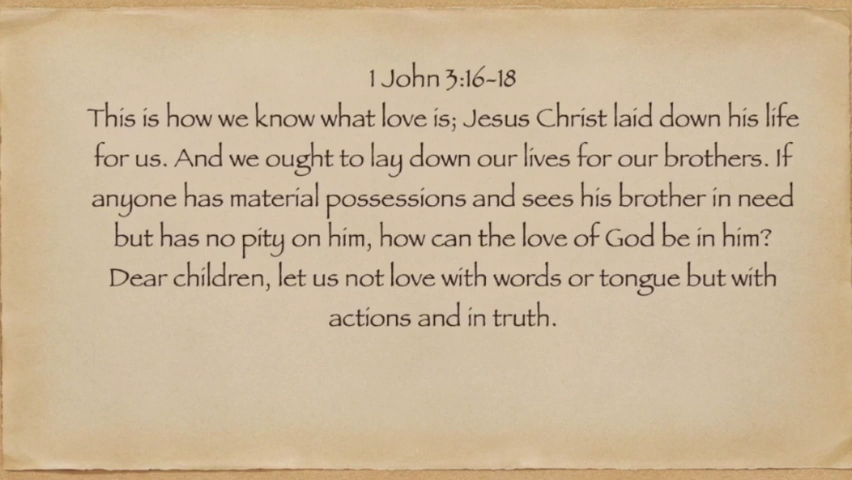 1 John 3:16-18
This is how we know what love is; Jesus Christ laid down his life
for us. And we ought to lay down our lives for our brothers. If
anyone has material possessions and sees his brother in need
but has no pity on him, how can the love of God be in him?
Dear children, let us not love with words or tongue but with
actions and in truth.